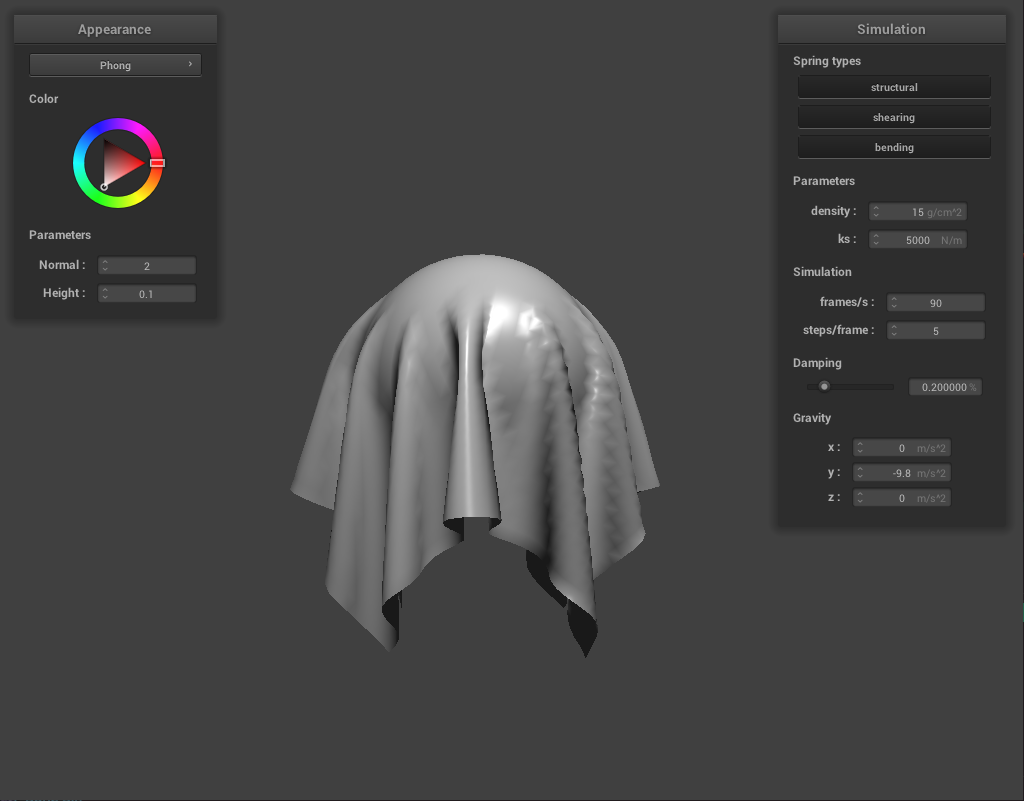 Appearance
Phong
Color
Parameters
Normal : 2
Height : 0.1
Simulation
Spring types
structural
shearing
bending
Parameters
density : 15 g/cm^2
ks : 5000 N/m
Simulation
frames/s : 90
steps/frame : 5
Damping
0.200000 %
Gravity
x : 0 m/s^2
y : -9.8 m/s^2
z : 0 m/s^2